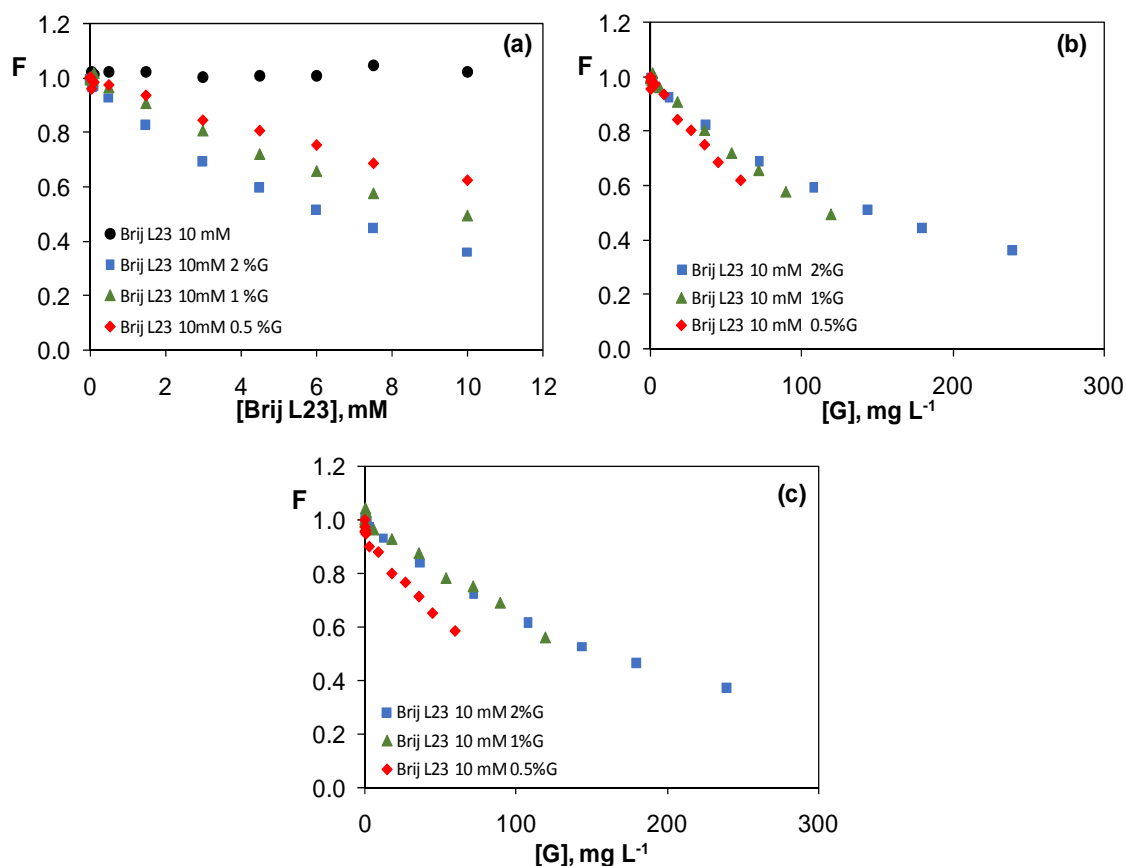 (a)
F
1.2
1.0
0.8
0.6
0.4
0.2
0.0
Brij L23 10 mM
Brij L23 10mM 2 %G
Brij L23 10mM 1 %G
Brij L23 10mM 0.5 %G
0 2 4 6 8 10 12
[Brij L23], mM
(b)
F
1.2
1.0
0.8
0.6
0.4
0.2
0.0
Brij L23 10 mM 2%G
Brij L23 10 mM 1%G
Brij L23 10 mM 0.5%G
0 100 200 300
[G], mg L-1
(c)
F
1.2
1.0
0.8
0.6
0.4
0.2
0.0
Brij L23 10 mM 2%G
Brij L23 10 mM 1%G
Brij L23 10 mM 0.5%G
0 100 200 300
[G], mg L-1